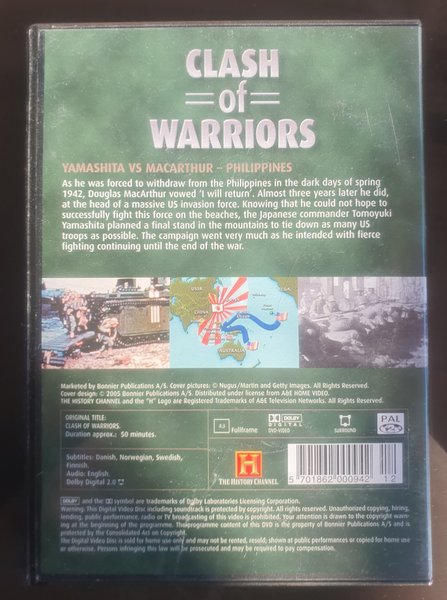 CLASH
of
WARRIORS
YAMASHITA VS MACARTHUR – PHILIPPINES
As he was forced to withdraw from the Philippines in the dark days of spring
1942, Douglas MacArthur vowed 'I will return'. Almost three years later he did,
at the head of a massive US invasion force. Knowing that he could not hope to
successfully fight this force on the beaches, the Japanese commander Tomoyuki
Yamashita planned a final stand in the mountains to tie down as many US
troops as possible. The campaign went very much as he intended with fierce
fighting continuing until the end of the war.
CHINA
AUSTRALIA
Marketed by Bonnier Publications A/S. Cover pictures: © Nugus/Martin and Getty Images. All Rights Reserved.
Cover design: © 2005 Bonnier Publications A/S. Distributed under license from A&E HOME VIDEO.
THE HISTORY CHANNEL and the "H" Logo are Registered Trademarks of A&E Television Networks. All Rights Reserved.
ORIGINAL TITLE:
CLASH OF WARRIORS.
Duration approx.: 50 minutes.
4:3 Fullframe
DOLBY
DIGITAL
DVD-VIDEO
SURROUND
PAL
Subtitles: Danish, Norwegian, Swedish,
Finnish.
Audio: English.
Dolby Digital 2.0
H
THE HISTORY CHANNEL
5 701862 000942 12
DOLBY and the DD symbol are trademarks of Dolby Laboratories Licensing Corporation.
Warning: This Digital Video Disc including soundtrack is protected by copyright. All rights reserved. Unauthorized copying, hiring,
lending, public performance, radio or TV broadcasting of this video is prohibited. Your attention is drawn to the copyright warn-
ing at the beginning of the programme. The programme content of this DVD is the property of Bonnier Publications A/S and is
protected by the Consolidated Act on Copyright.
The Digital Video Disc is sold for home use only and may not be rented, resold, shown at public performances or copied for home use
or otherwise. Persons infringing this law will be prosecuted and may be required to pay compensation.